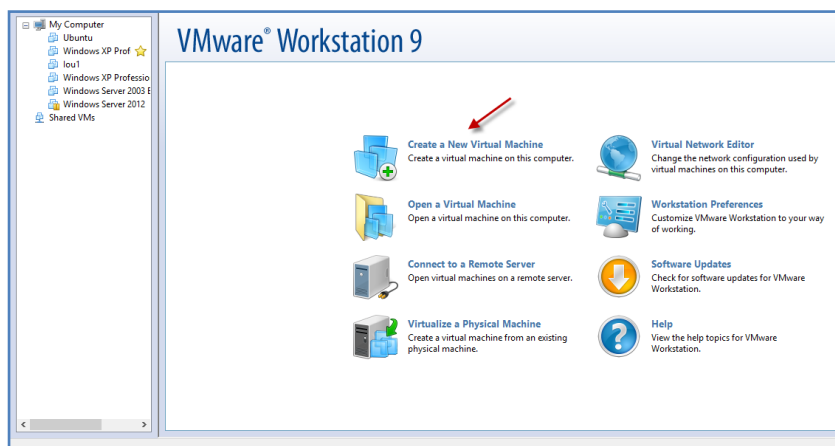 My Computer
Ubuntu
Windows XP Prof
lou1
Windows XP Professio
Windows Server 2003 E
Windows Server 2012
Shared VMs
VMware® Workstation 9
Create a New Virtual Machine
Create a virtual machine on this computer.
Open a Virtual Machine
Open a virtual machine on this computer.
Connect to a Remote Server
Open virtual machines on a remote server.
Virtualize a Physical Machine
Create a virtual machine from an existing
physical machine.
Virtual Network Editor
Change the network configuration used by
virtual machines on this computer.
Workstation Preferences
Customize VMware Workstation to your way
of working.
Software Updates
Check for software updates for VMware
Workstation.
Help
View the help topics for VMware
Workstation.